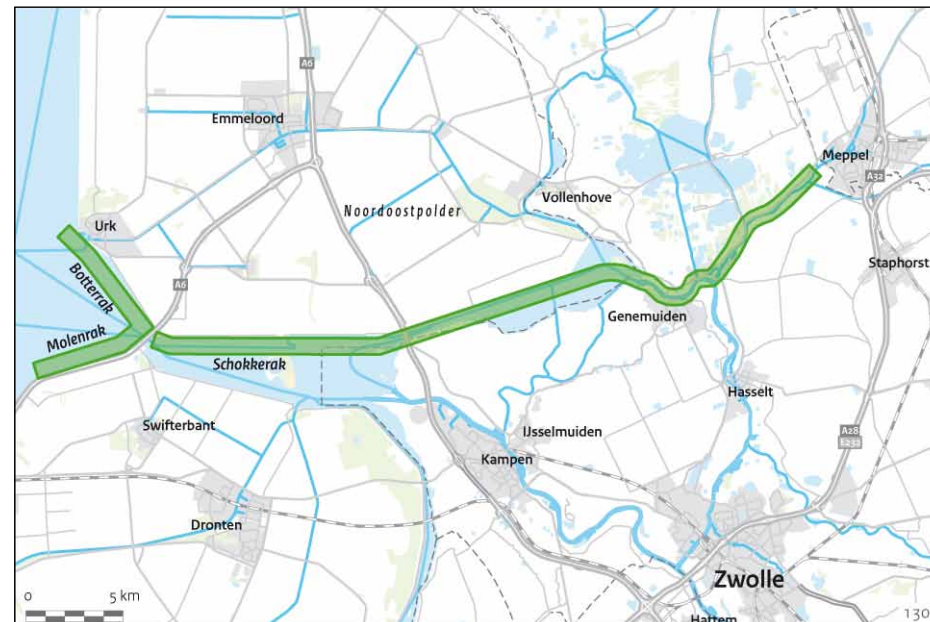 A6
Emmeloord
Meppel
A32
Vollenhove
Noordoostpolder
Urk
Staphorst
Botterrak
A6
Genemuiden
Molenrak
Schokkerak
Hasselt
Swifterbant
IJsselmuiden
A28
E232
Kampen
Dronten
Zwolle
0 5 km
Hattem
130